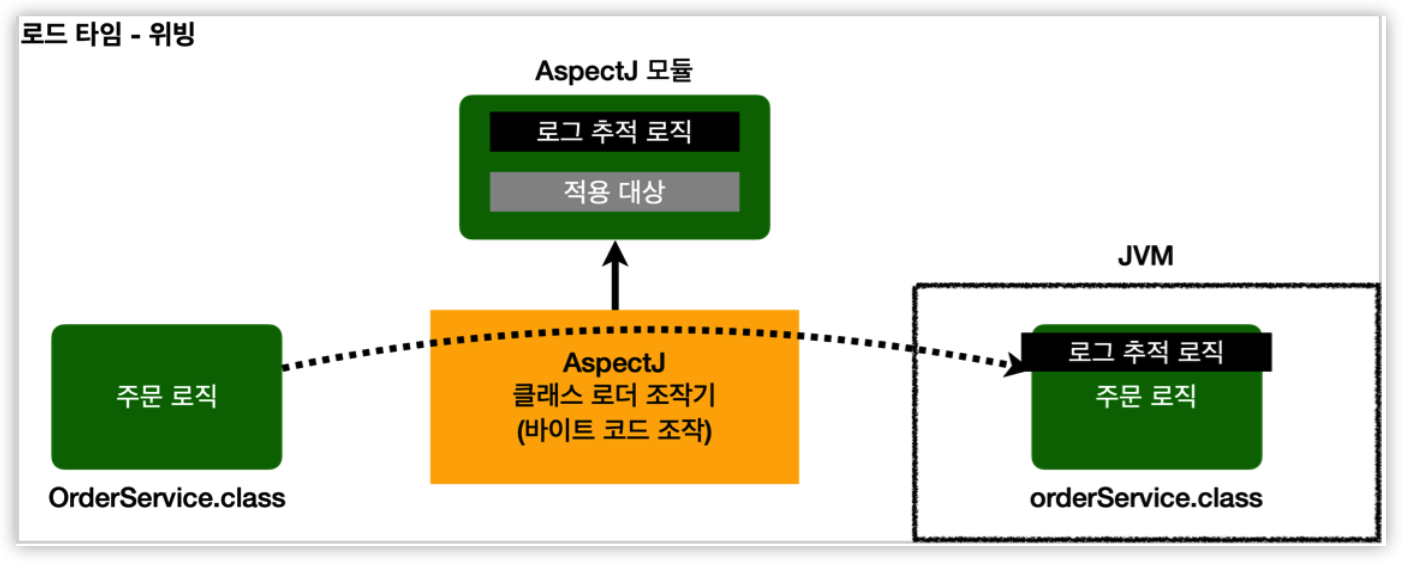 로드 타임 - 위빙
AspectJ 모듈
로그 추적 로직
적용 대상
JVM
주문 로직
OrderService.class
AspectJ
클래스 로더 조작기
(바이트 코드 조작)
로그 추적 로직
주문 로직
orderService.class